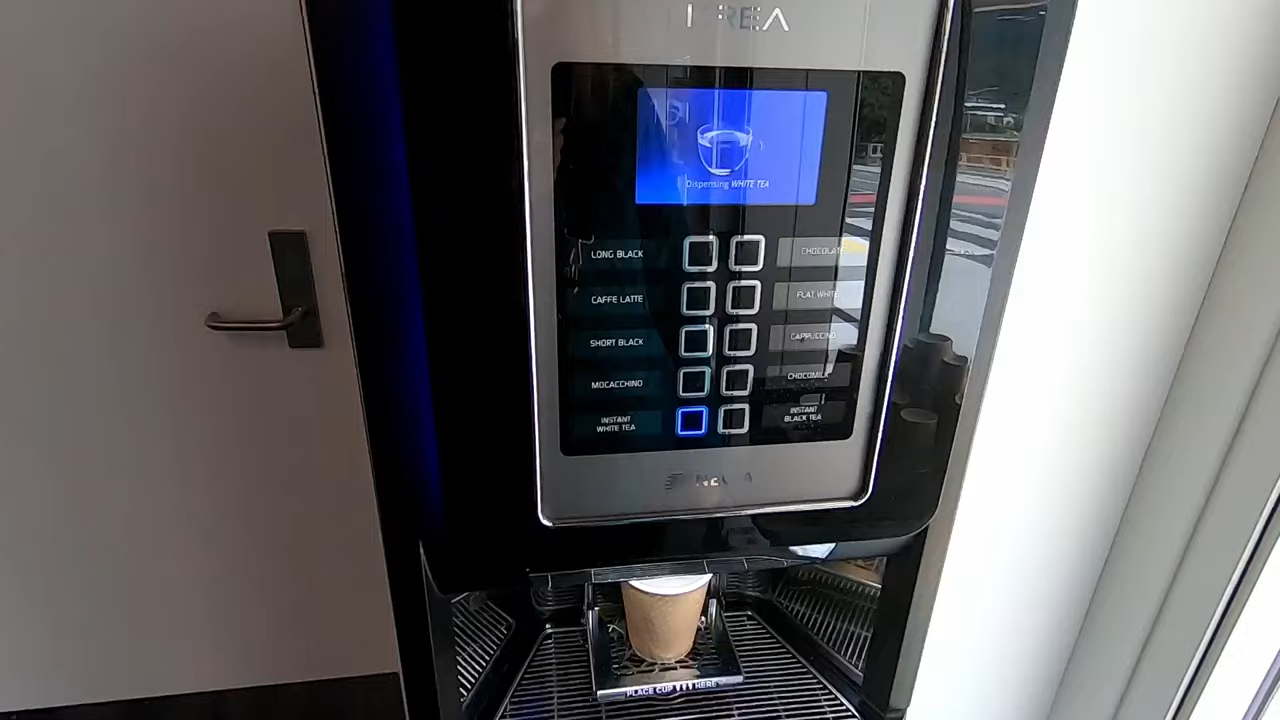 Dispensing WHITE TEA
LONG BLACK
CHOCOLATE
CAFFE LATTE
FLAT WHITE
SHORT BLACK
CAPPUCCINO
MOCACCHINO
CHOCOMILK
INSTANT
WHITE TEA
INSTANT
BLACK TEA
PLACE CUP HERE